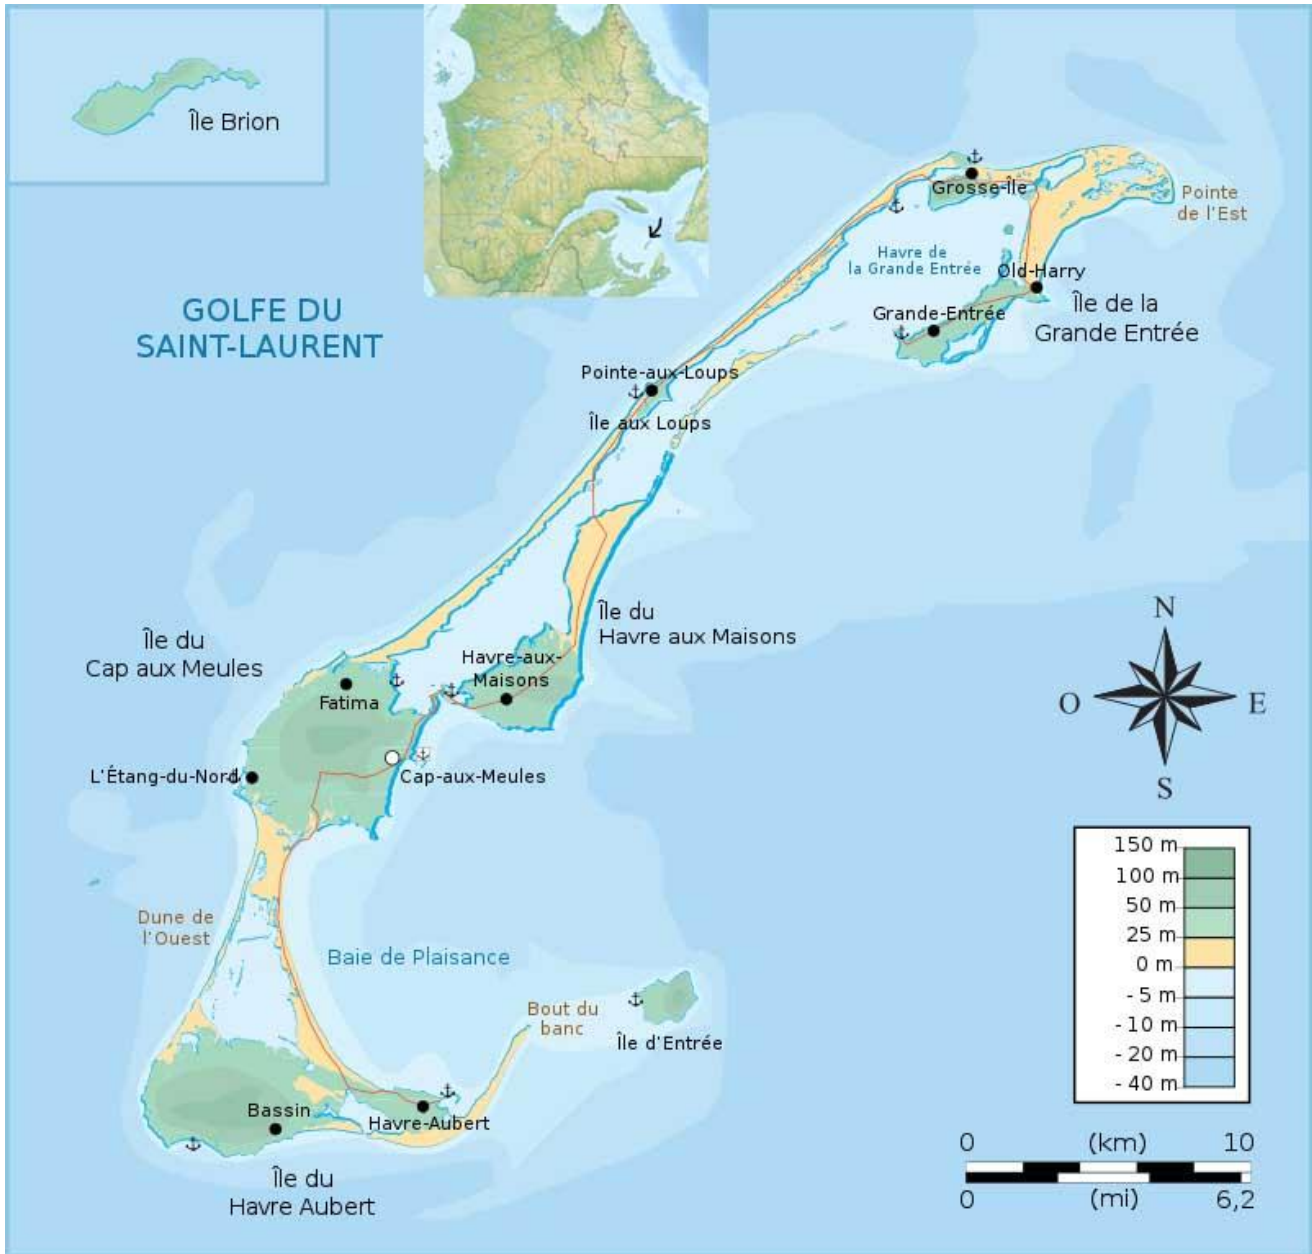 Île Brion
GOLFE DU
SAINT-LAURENT
Grosse-Île
Pointe
de l'Est
Havre de
la Grande Entrée
Old-Harry
Île de la
Grande Entrée
Grande-Entrée
Pointe-aux-Loups
Île aux Loups
Île du
Havre aux Maisons
Île du
Cap aux Meules
Havre-aux-
Maisons
Fatima
L'Étang-du-Nord
Cap-aux-Meules
N
O
E
S
Dune de
l'Ouest
Baie de Plaisance
Bout du
banc
Île d'Entrée
Bassin
Havre-Aubert
Île du
Havre Aubert
150 m
100 m
50 m
25 m
0 m
- 5 m
- 10 m
- 20 m
- 40 m
0 (km) 10
0 (mi) 6,2